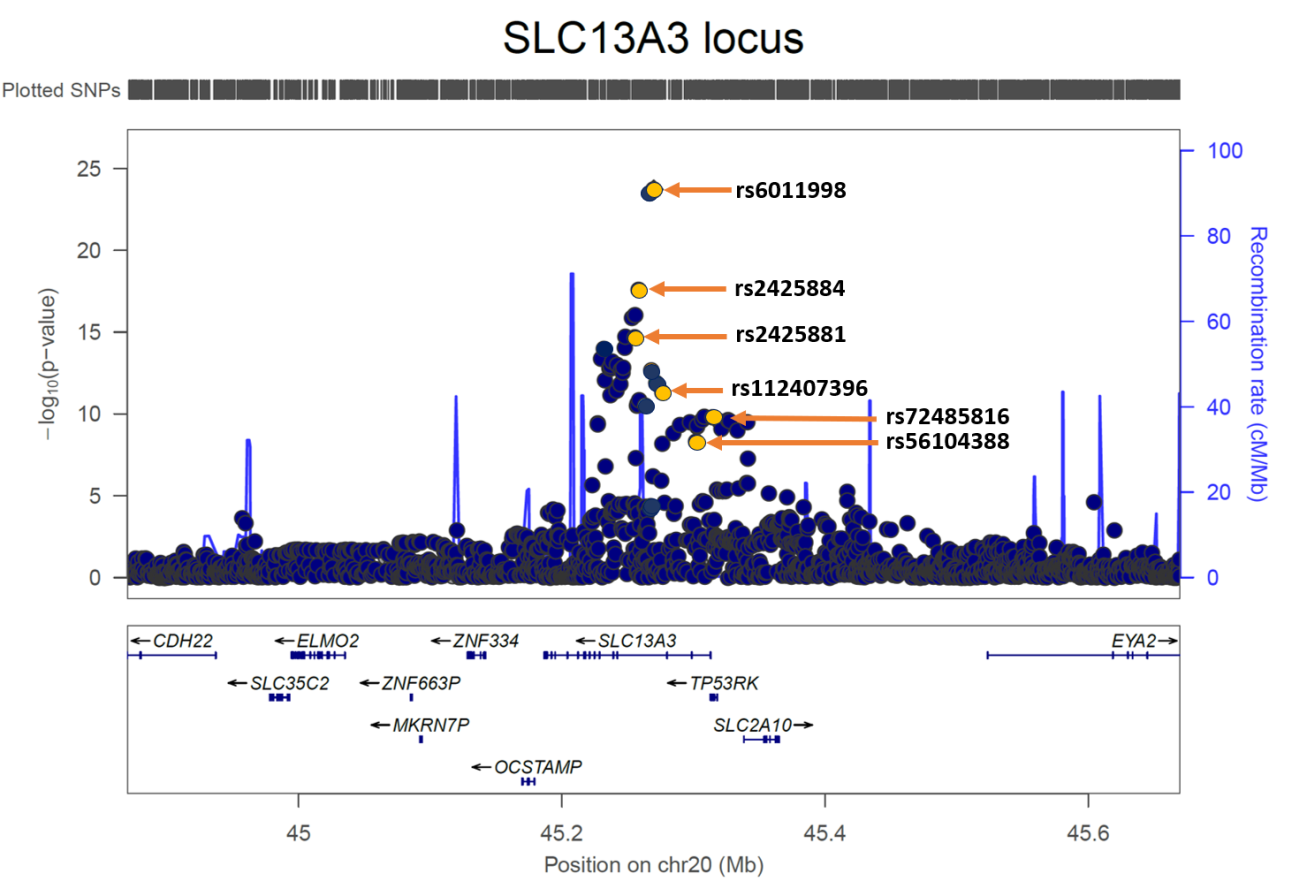 SLC13A3 locus
Plotted SNPs
25
20
15
10
5
0
−log10(p−value)
100
80
60
40
20
0
Recombination rate (cM/Mb)
rs6011998
rs2425884
rs2425881
rs112407396
rs72485816
rs56104388
←CDH22
←ELMO2
←ZNF334
←SLC13A3
EYA2→
←SLC35C2
←ZNF663P
←TP53RK
←MKRN7P
SLC2A10→
←OCSTAMP
45
45.2
45.4
45.6
Position on chr20 (Mb)